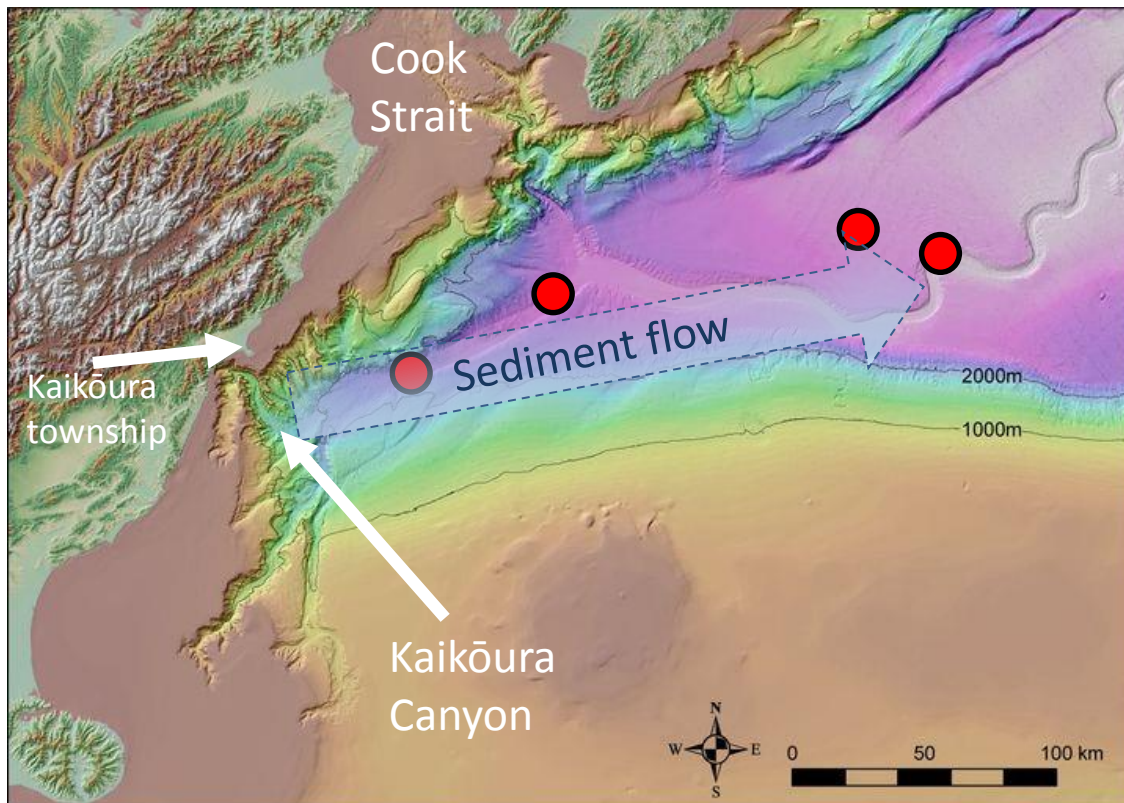 Cook
Strait
Sediment flow
Kaikōura
township
2000m
1000m
Kaikōura
Canyon
N
W
E
S
0
50
100 km